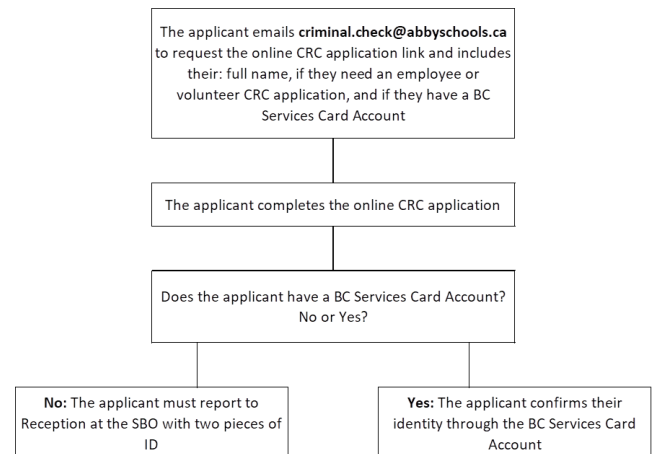 The applicant emails criminal.check@abbyschools.ca
to request the online CRC application link and includes
their: full name, if they need an employee or
volunteer CRC application, and if they have a BC
Services Card Account
The applicant completes the online CRC application
Does the applicant have a BC Services Card Account?
No or Yes?
No: The applicant must report to
Reception at the SBO with two pieces of
ID
Yes: The applicant confirms their
identity through the BC Services Card
Account